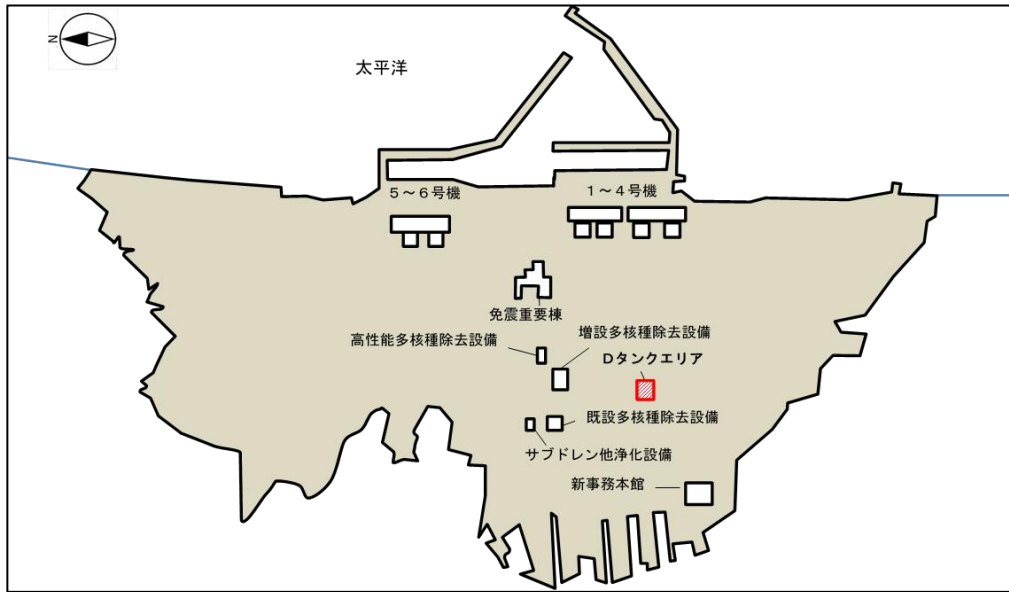 N
太平洋
5~6号機
1~4号機
免震重要棟
高性能多核種除去設備
増設多核種除去設備
Dタンクエリア
既設多核種除去設備
サブドレン他浄化設備
新事務本館